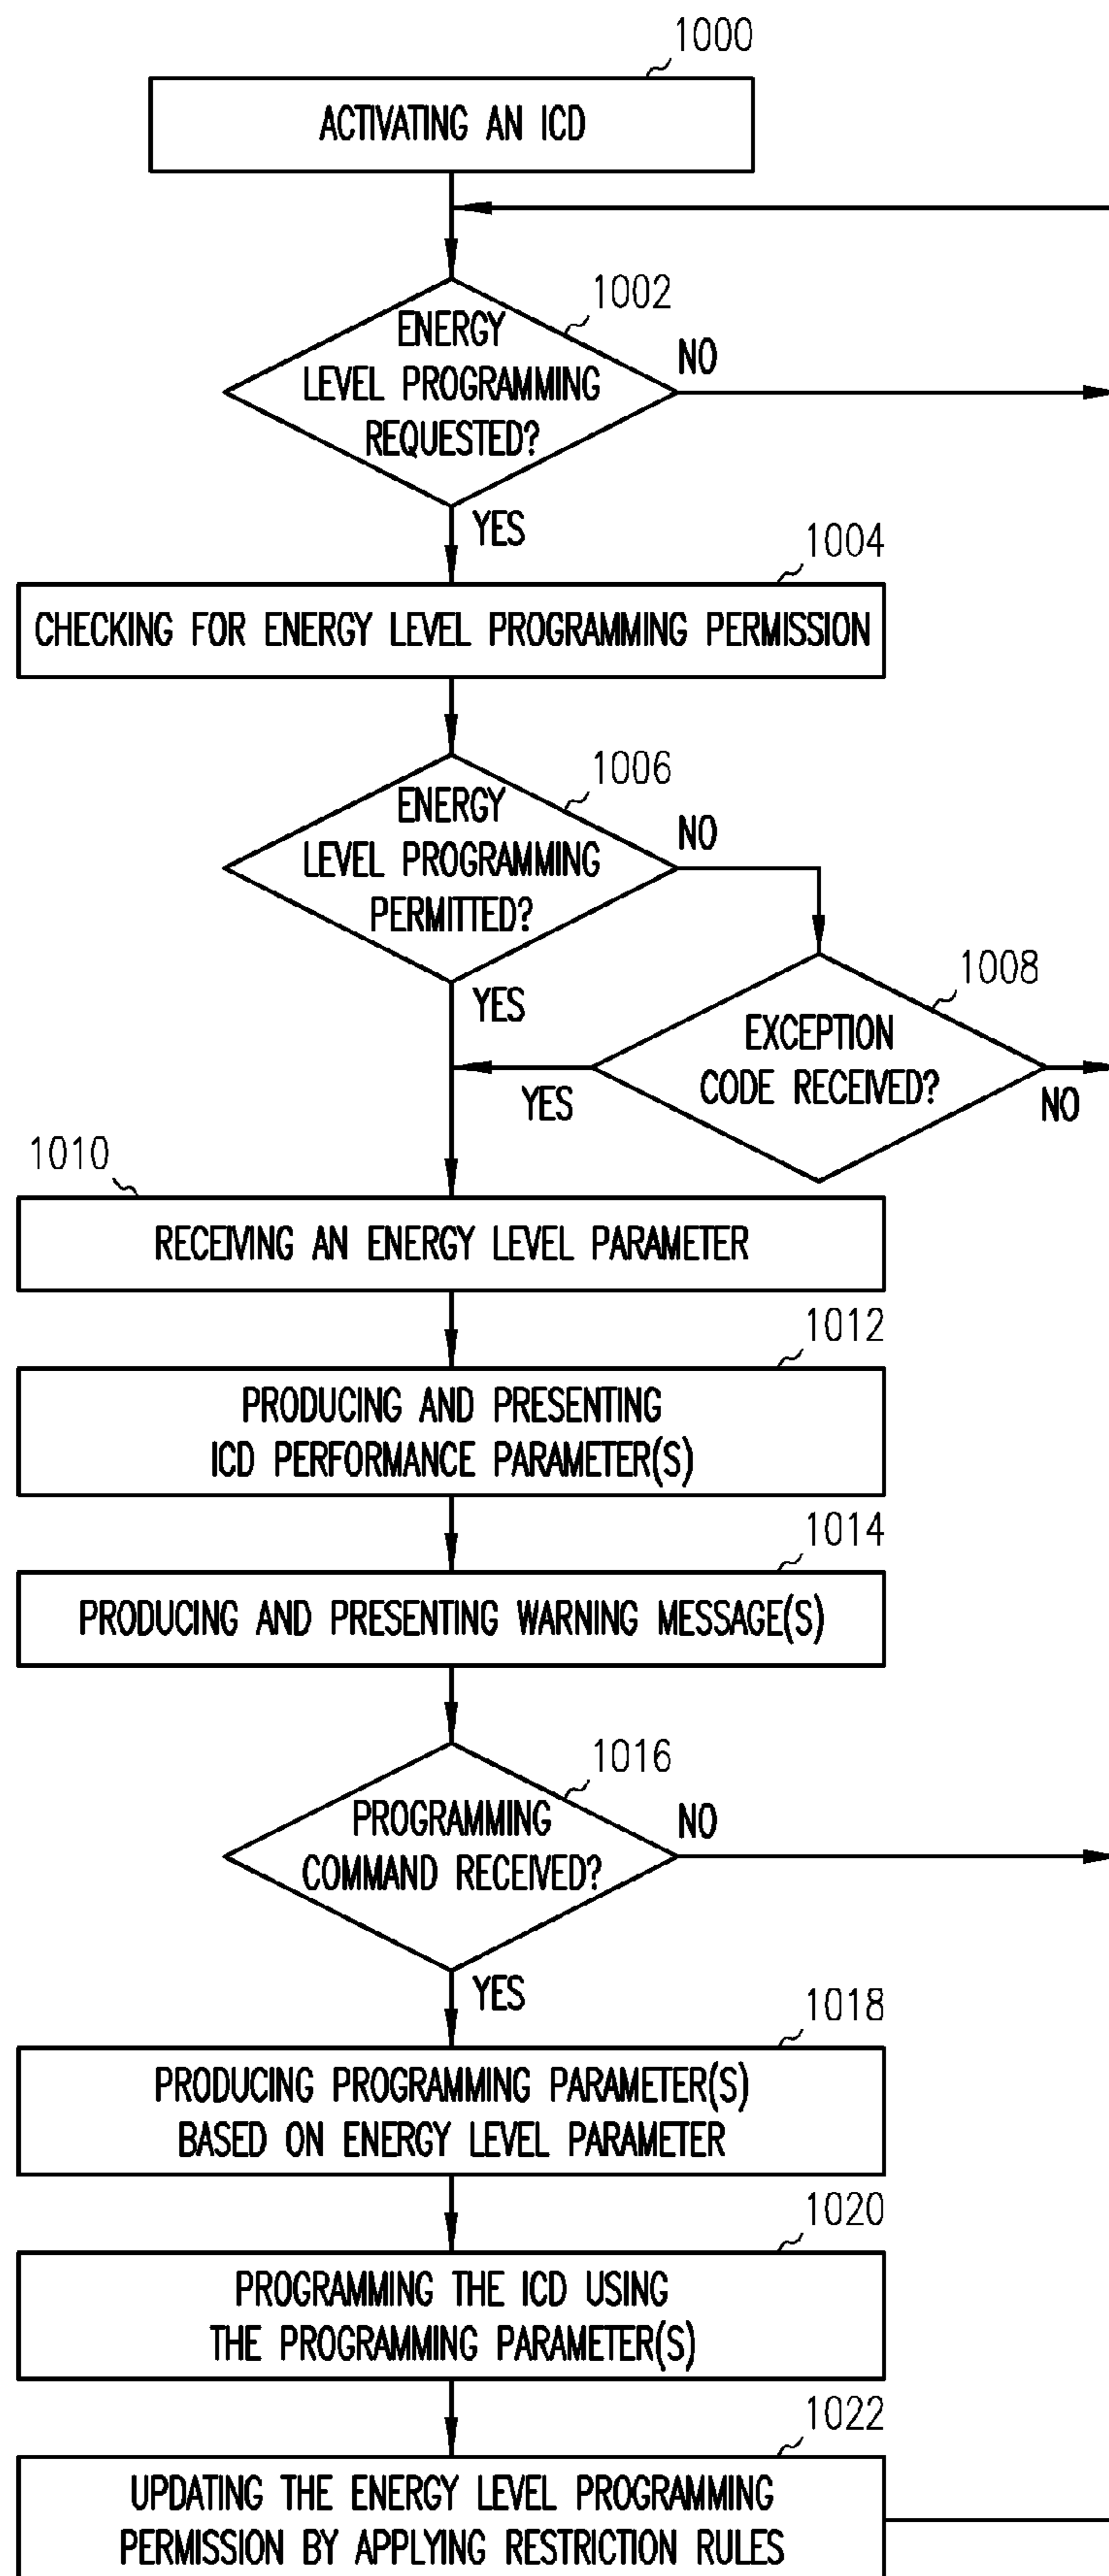 1000
ACTIVATING AN ICD
1002
ENERGY
LEVEL PROGRAMMING
REQUESTED?
NO
YES
1004
CHECKING FOR ENERGY LEVEL PROGRAMMING PERMISSION
1006
ENERGY
LEVEL PROGRAMMING
PERMITTED?
NO
YES
1008
EXCEPTION
CODE RECEIVED?
YES
NO
1010
RECEIVING AN ENERGY LEVEL PARAMETER
1012
PRODUCING AND PRESENTING
ICD PERFORMANCE PARAMETER(S)
1014
PRODUCING AND PRESENTING WARNING MESSAGE(S)
1016
PROGRAMMING
COMMAND RECEIVED?
NO
YES
1018
PRODUCING PROGRAMMING PARAMETER(S)
BASED ON ENERGY LEVEL PARAMETER
1020
PROGRAMMING THE ICD USING
THE PROGRAMMING PARAMETER(S)
1022
UPDATING THE ENERGY LEVEL PROGRAMMING
PERMISSION BY APPLYING RESTRICTION RULES